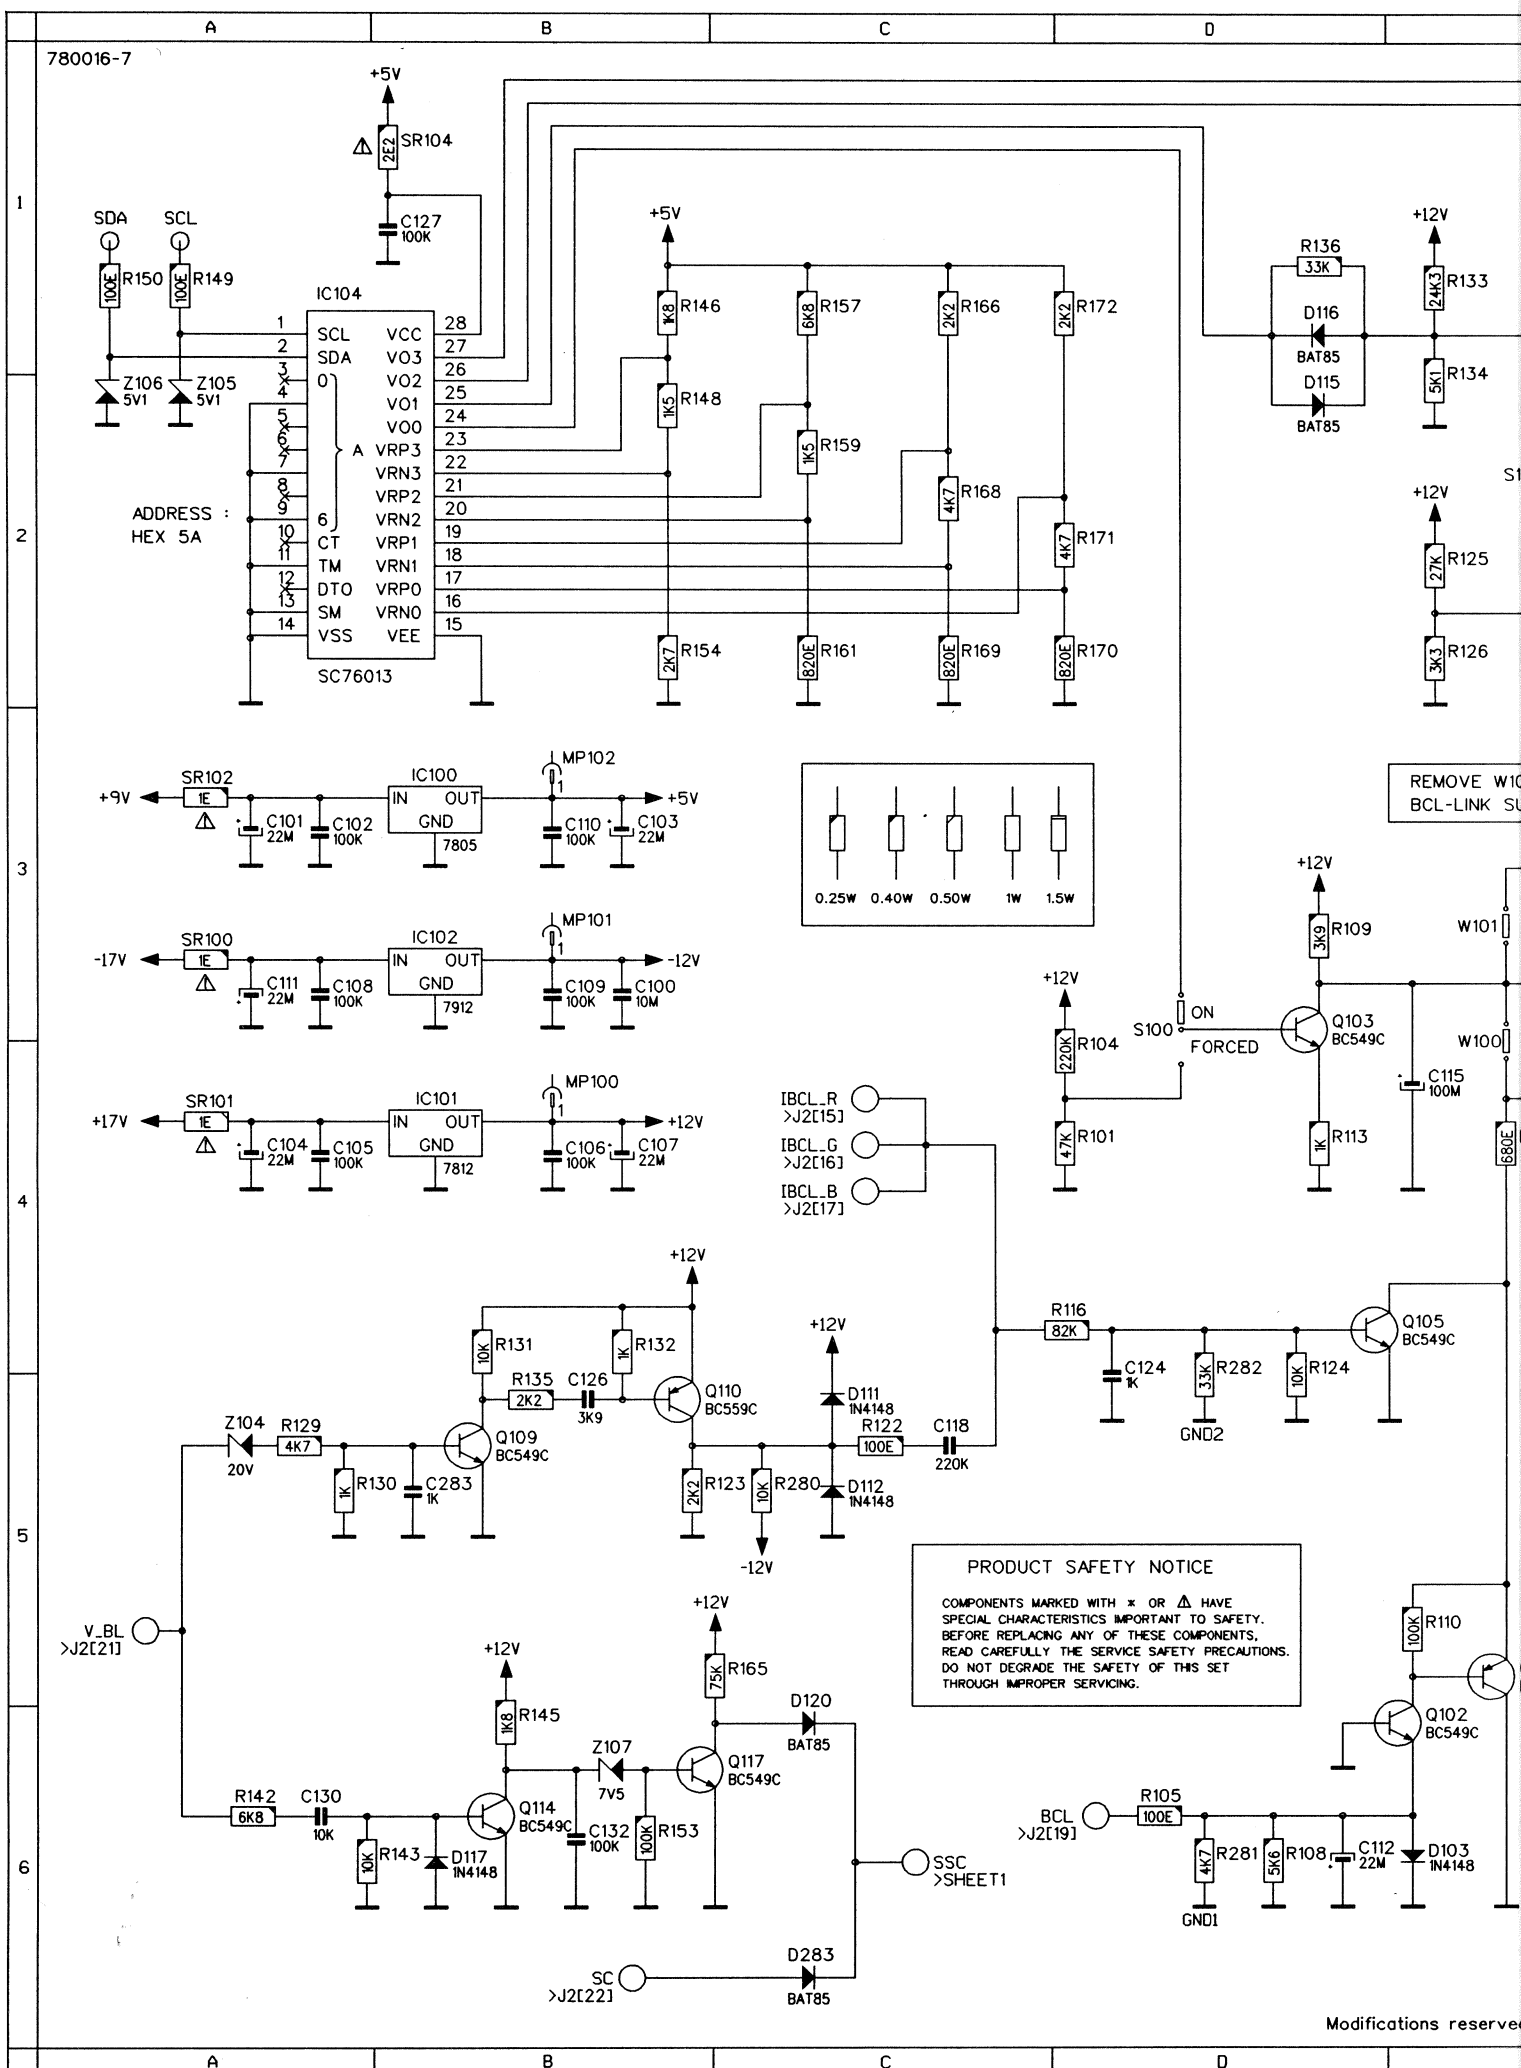 A B C D
780016-7
+5V
SR104
2E2
C127
100K
1
SDA SCL
R150
100E
R149
100E
+5V
+12V
R136
33K
R133
24K3
IC104
R146
1K8
R157
6K8
R166
2K2
R172
2K2
D116
BAT85
D115
BAT85
R134
5K1
1 SCL VCC 28
2 SDA VO3 27
3 0 VO2 26
4 VO1 25
5 VO0 24
6 A VRP3 23
7 VRN3 22
8 VRP2 21
9 6 VRN2 20
10 CT VRP1 19
11 TM VRN1 18
12 DTO VRP0 17
13 SM VRN0 16
14 VSS VEE 15
SC76013
Z106
5V1
Z105
5V1
R148
1K5
R159
1K5
R168
4K7
R171
4K7
S1
+12V
2
ADDRESS :
HEX 5A
R125
27K
R154
2K7
R161
820E
R169
820E
R170
820E
R126
3K3
SR102
1E
+9V
C101
22M
C102
100K
IC100
IN OUT
GND
7805
MP102
1
+5V
C110
100K
C103
22M
0.25W 0.40W 0.50W 1W 1.5W
REMOVE W10
BCL-LINK SU
3
+12V
R109
3K9
W101
SR100
1E
-17V
C111
22M
C108
100K
IC102
IN OUT
GND
7912
MP101
1
-12V
C109
100K
C100
10M
+12V
R104
220K
S100
ON
FORCED
Q103
BC549C
W100
C115
100M
SR101
1E
+17V
C104
22M
C105
100K
IC101
IN OUT
GND
7812
MP100
1
+12V
C106
100K
C107
22M
IBCL_R
>J2[15]
IBCL_G
>J2[16]
IBCL_B
>J2[17]
R101
47K
R113
1K
680E
4
+12V
R131
10K
R132
1K
+12V
R116
82K
Q105
BC549C
R135
2K2
C126
3K9
Q110
BC559C
D111
1N4148
C124
1K
R282
33K
R124
10K
GND2
Z104
20V
R129
4K7
Q109
BC549C
R122
100E
C118
220K
R130
1K
C283
1K
R123
2K2
R280
10K
D112
1N4148
-12V
5
PRODUCT SAFETY NOTICE
COMPONENTS MARKED WITH * OR ⚠ HAVE
SPECIAL CHARACTERISTICS IMPORTANT TO SAFETY.
BEFORE REPLACING ANY OF THESE COMPONENTS,
READ CAREFULLY THE SERVICE SAFETY PRECAUTIONS.
DO NOT DEGRADE THE SAFETY OF THIS SET
THROUGH IMPROPER SERVICING.
V_BL
>J2[21]
+12V
R165
75K
+12V
R145
1K8
R110
100K
D120
BAT85
Q102
BC549C
Z107
7V5
Q117
BC549C
R142
6K8
C130
10K
Q114
BC549C
C132
100K
R153
100K
R143
10K
D117
1N4148
BCL
>J2[19]
R105
100E
R281
4K7
R108
5K6
C112
22M
D103
1N4148
GND1
6
SSC
>SHEET1
SC
>J2[22]
D283
BAT85
Modifications reserve
A B C D